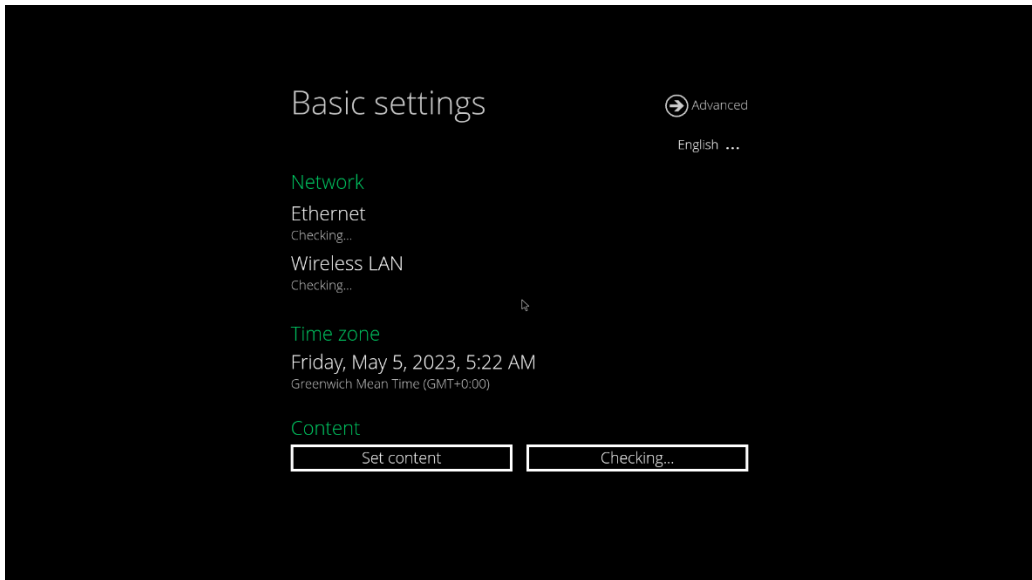 Basic settings
Advanced
English ...
Network
Ethernet
Checking...
Wireless LAN
Checking...
Time zone
Friday, May 5, 2023, 5:22 AM
Greenwich Mean Time (GMT+0:00)
Content
Set content
Checking...